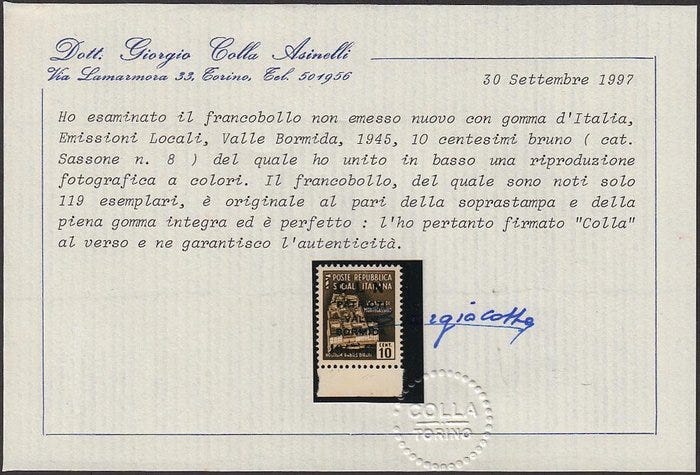 Dott. Giorgio Colla Asinelli
Via Lamarmora 33, Torino, Tel. 501956
30 Settembre 1997
Ho esaminato il francobollo non emesso nuovo con gomma d'Italia,
Emissioni Locali, Valle Bormida, 1945, 10 centesimi bruno ( cat.
Sassone n. 8 ) del quale ho unito in basso una riproduzione
fotografica a colori. Il francobollo, del quale sono noti solo
119 esemplari, è originale al pari della soprastampa e della
piena gomma integra ed è perfetto : l'ho pertanto firmato "Colla"
al verso e ne garantisco l'autenticità.
POSTE REPUBBLICA
SOCIALE ITALIANA
PATRIOTI
VALLE
BORMIDA
CENT.
10
COLLA
TORINO